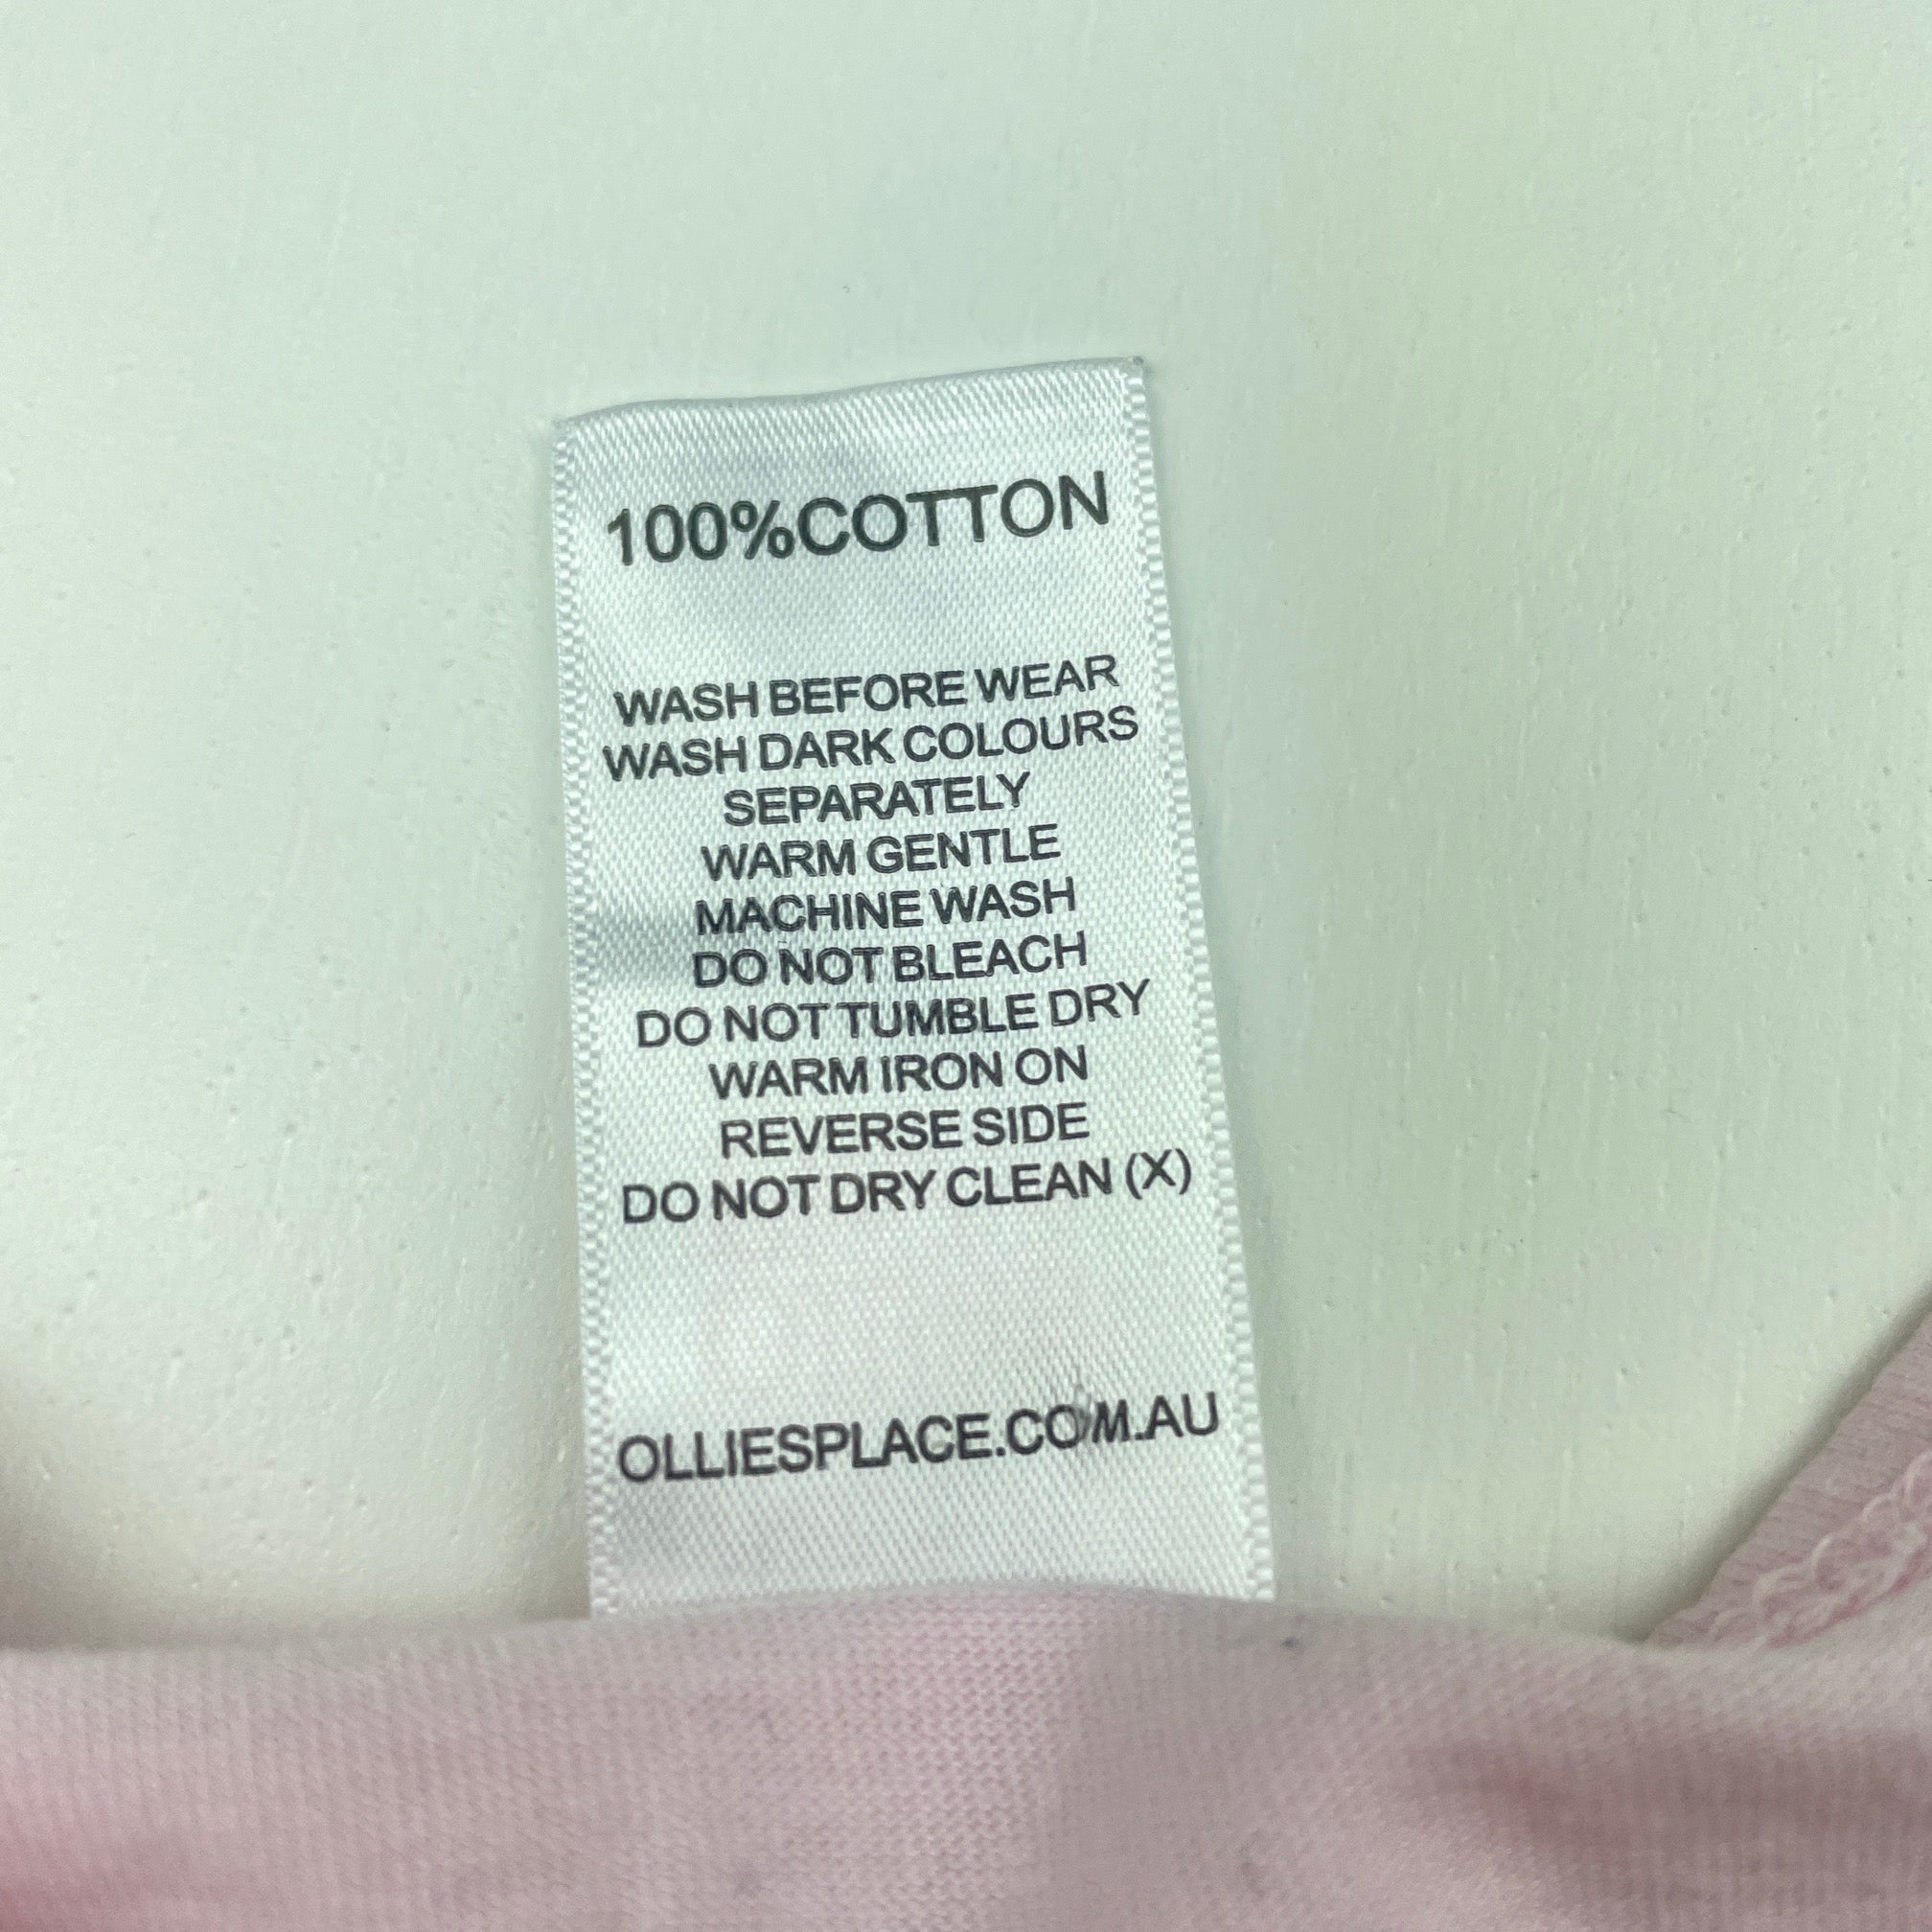 100%COTTON
WASH BEFORE WEAR
WASH DARK COLOURS
SEPARATELY
WARM GENTLE
MACHINE WASH
DO NOT BLEACH
DO NOT TUMBLE DRY
WARM IRON ON
REVERSE SIDE
DO NOT DRY CLEAN (X)
OLLIESPLACE.COM.AU